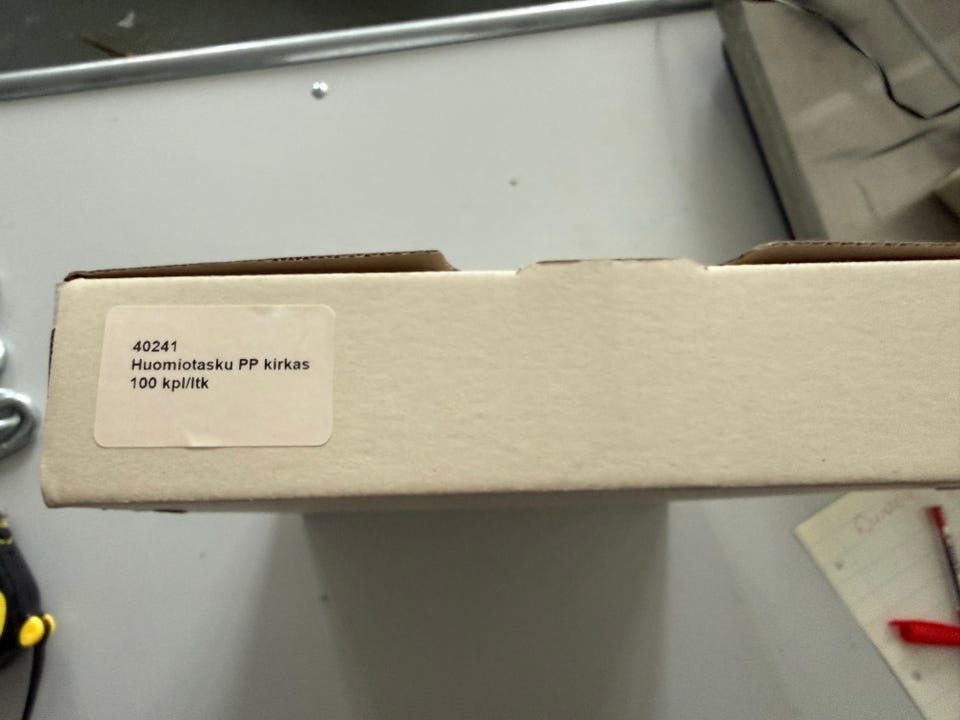 40241
Huomiotasku PP kirkas
100 kpl/ltk